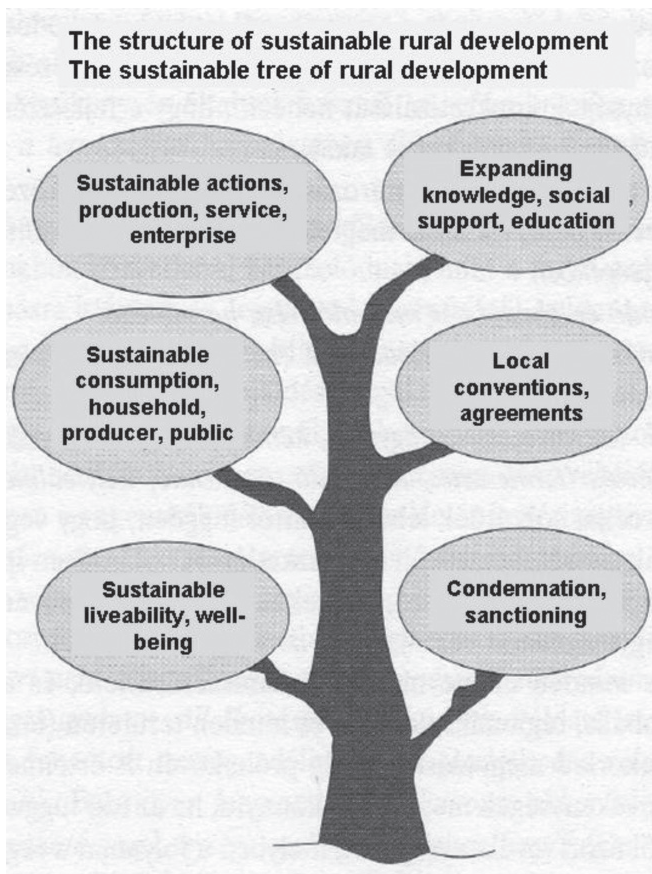 The structure of sustainable rural development
The sustainable tree of rural development
Sustainable actions,
production, service,
enterprise
Expanding
knowledge, social
support, education
Sustainable
consumption,
household,
producer, public
Local
conventions,
agreements
Sustainable
liveability, well-
being
Condemnation,
sanctioning